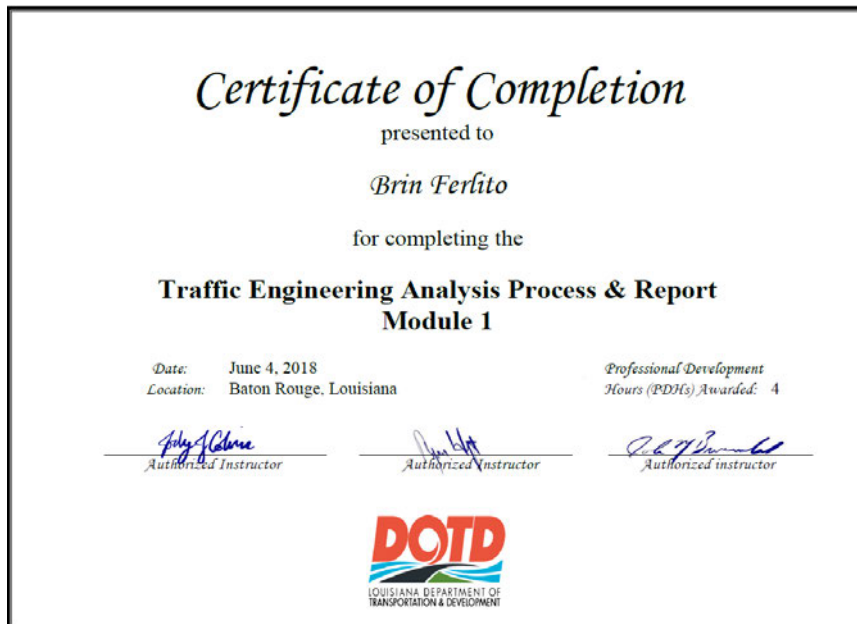 Certificate of Completion
presented to
Brin Ferlito
for completing the
Traffic Engineering Analysis Process & Report
Module 1
Date: June 4, 2018
Location: Baton Rouge, Louisiana
Professional Development
Hours (PDHs) Awarded: 4
Authorized Instructor
Authorized Instructor
Authorized instructor
DOTD
LOUISIANA DEPARTMENT OF
TRANSPORTATION & DEVELOPMENT